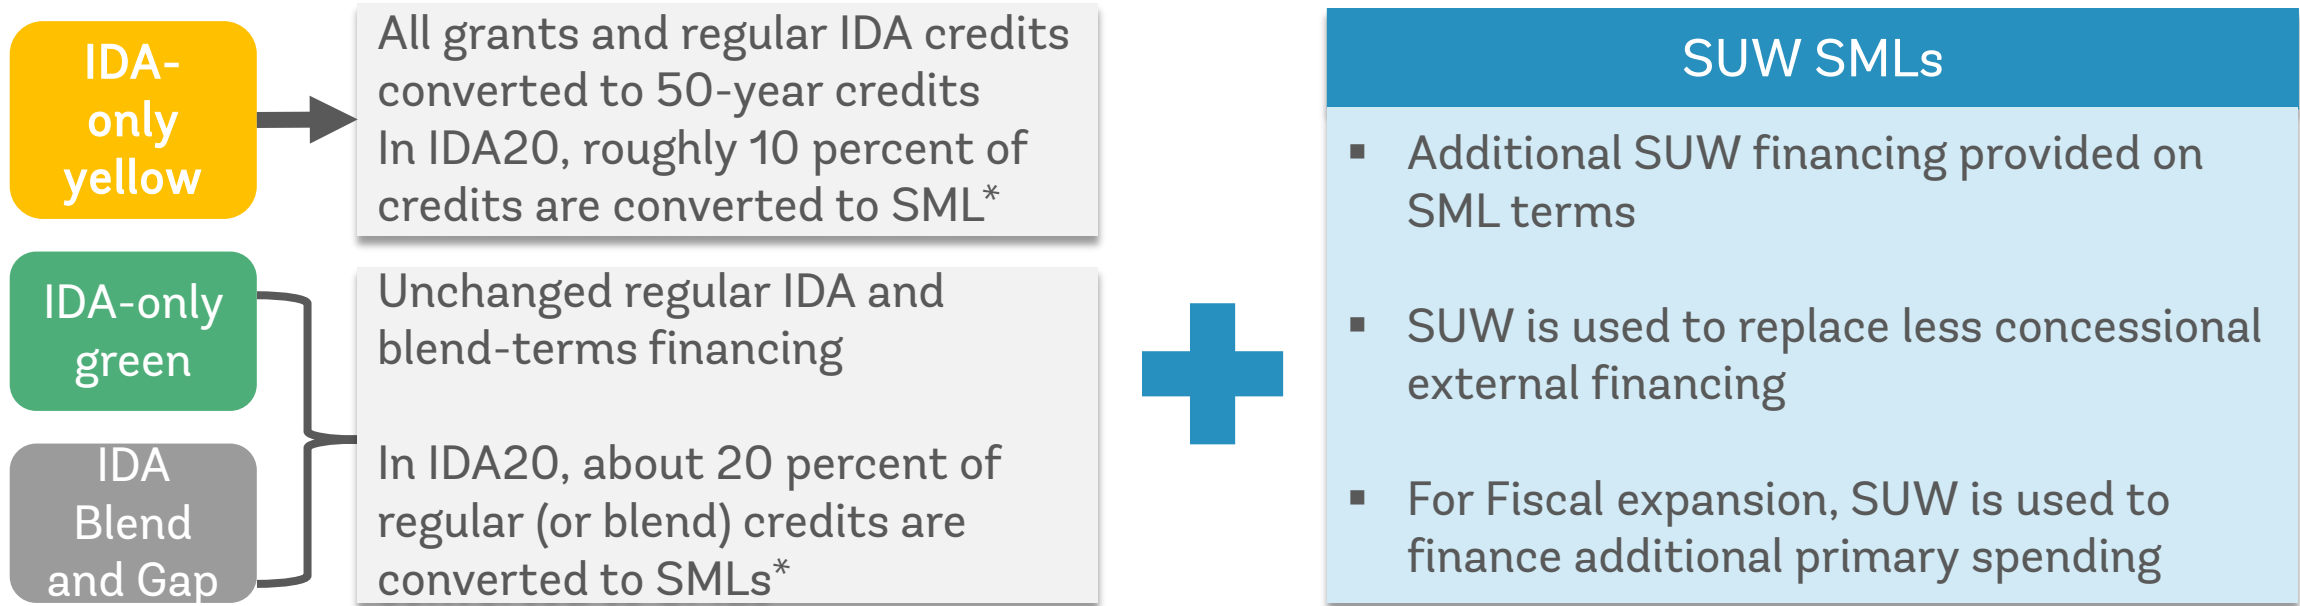 IDA-
only
yellow
All grants and regular IDA credits
converted to 50-year credits
In IDA20, roughly 10 percent of
credits are converted to SML*
IDA-only
green
IDA
Blend
and Gap
Unchanged regular IDA and
blend-terms financing
In IDA20, about 20 percent of
regular (or blend) credits are
converted to SMLs*
SUW SMLs
▪ Additional SUW financing provided on
SML terms
▪ SUW is used to replace less concessional
external financing
▪ For Fiscal expansion, SUW is used to
finance additional primary spending